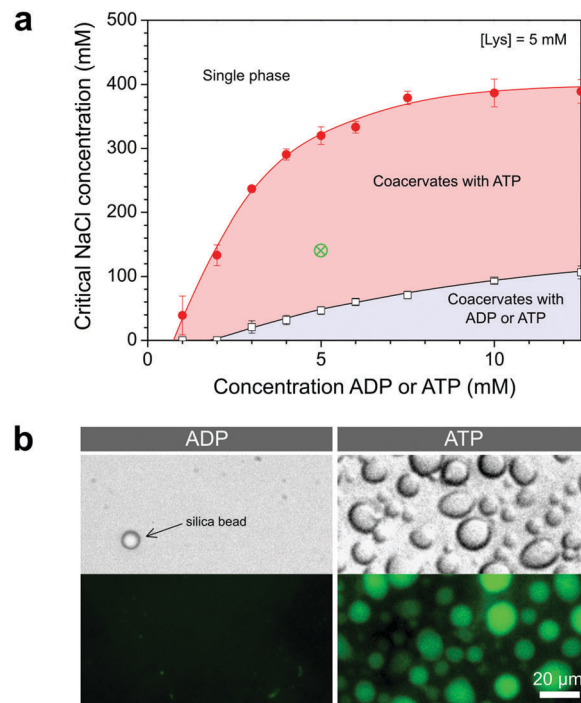 a
500
400
300
200
100
0
Critical NaCl concentration (mM)
[Lys] = 5 mM
Single phase
Coacervates with ATP
Coacervates with
ADP or ATP
0
5
10
Concentration ADP or ATP (mM)
b
ADP
ATP
silica bead
20 µm